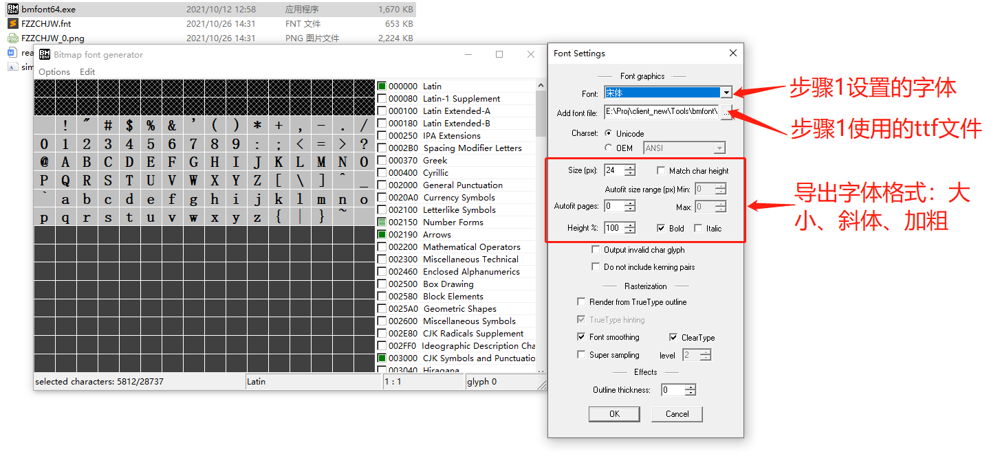 bmfont64.exe 2021/10/12 12:58 应用程序 1,670 KB
FZZCHJW.fnt 2021/10/26 14:31 FNT 文件 653 KB
FZZCHJW_0.png 2021/10/26 14:31 PNG 图片文件 2,224 KB
rea
sim
Bitmap font generator
Options Edit
! " # $ % & ' ( ) * + , - . /
0 1 2 3 4 5 6 7 8 9 : ; < = > ?
@ A B C D E F G H I J K L M N O
P Q R S T U V W X Y Z [ \ ] ^ _
` a b c d e f g h i j k l m n o
p q r s t u v w x y z { | } ~
000000 Latin
000080 Latin-1 Supplement
000100 Latin Extended-A
000180 Latin Extended-B
000250 IPA Extensions
0002B0 Spacing Modifier Letters
000370 Greek
000400 Cyrillic
002000 General Punctuation
0020A0 Currency Symbols
002100 Letterlike Symbols
002150 Number Forms
002190 Arrows
002200 Mathematical Operators
002300 Miscellaneous Technical
002460 Enclosed Alphanumerics
002500 Box Drawing
002580 Block Elements
0025A0 Geometric Shapes
002600 Miscellaneous Symbols
002E80 CJK Radicals Supplement
002FF0 Ideographic Description Cha
003000 CJK Symbols and Punctuatio
003040 Hiragana
selected characters: 5812/28737 Latin 1 : 1 glyph 0
Font Settings
Font graphics
Font: 宋体
Add font file: E:\Proj\client_new\Tools\bmfont\ ...
Charset: Unicode
OEM ANSI
Size (px): 24 Match char height
Autofit size range (px) Min: 0
Autofit pages: 0 Max: 0
Height %: 100 Bold Italic
Output invalid char glyph
Do not include kerning pairs
Rasterization
Render from TrueType outline
TrueType hinting
Font smoothing ClearType
Super sampling level 2
Effects
Outline thickness: 0
OK Cancel
步骤1设置的字体
步骤1使用的ttf文件
导出字体格式：大
小、斜体、加粗